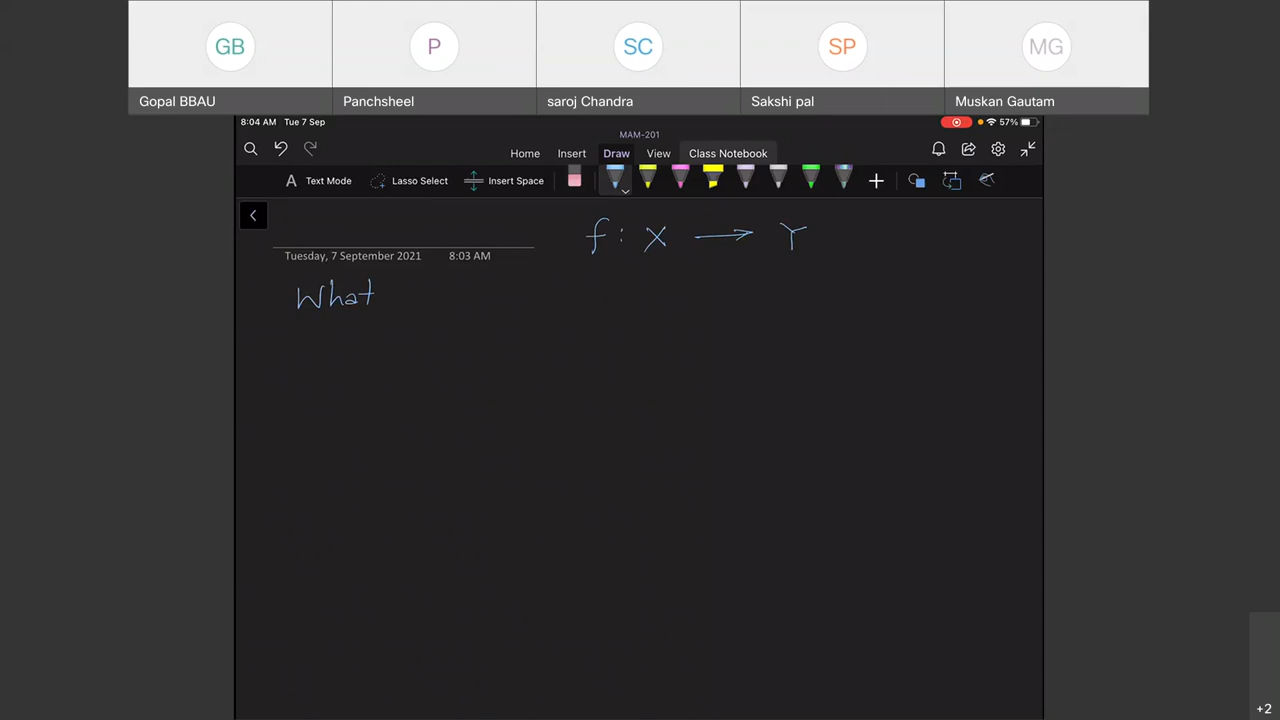 GB P SC SP MG
Gopal BBAU Panchsheel saroj Chandra Sakshi pal Muskan Gautam
8:04 AM Tue 7 Sep 57%
MAM-201
Home Insert Draw View Class Notebook
A Text Mode Lasso Select Insert Space
f: X → Y
Tuesday, 7 September 2021 8:03 AM
What
+2